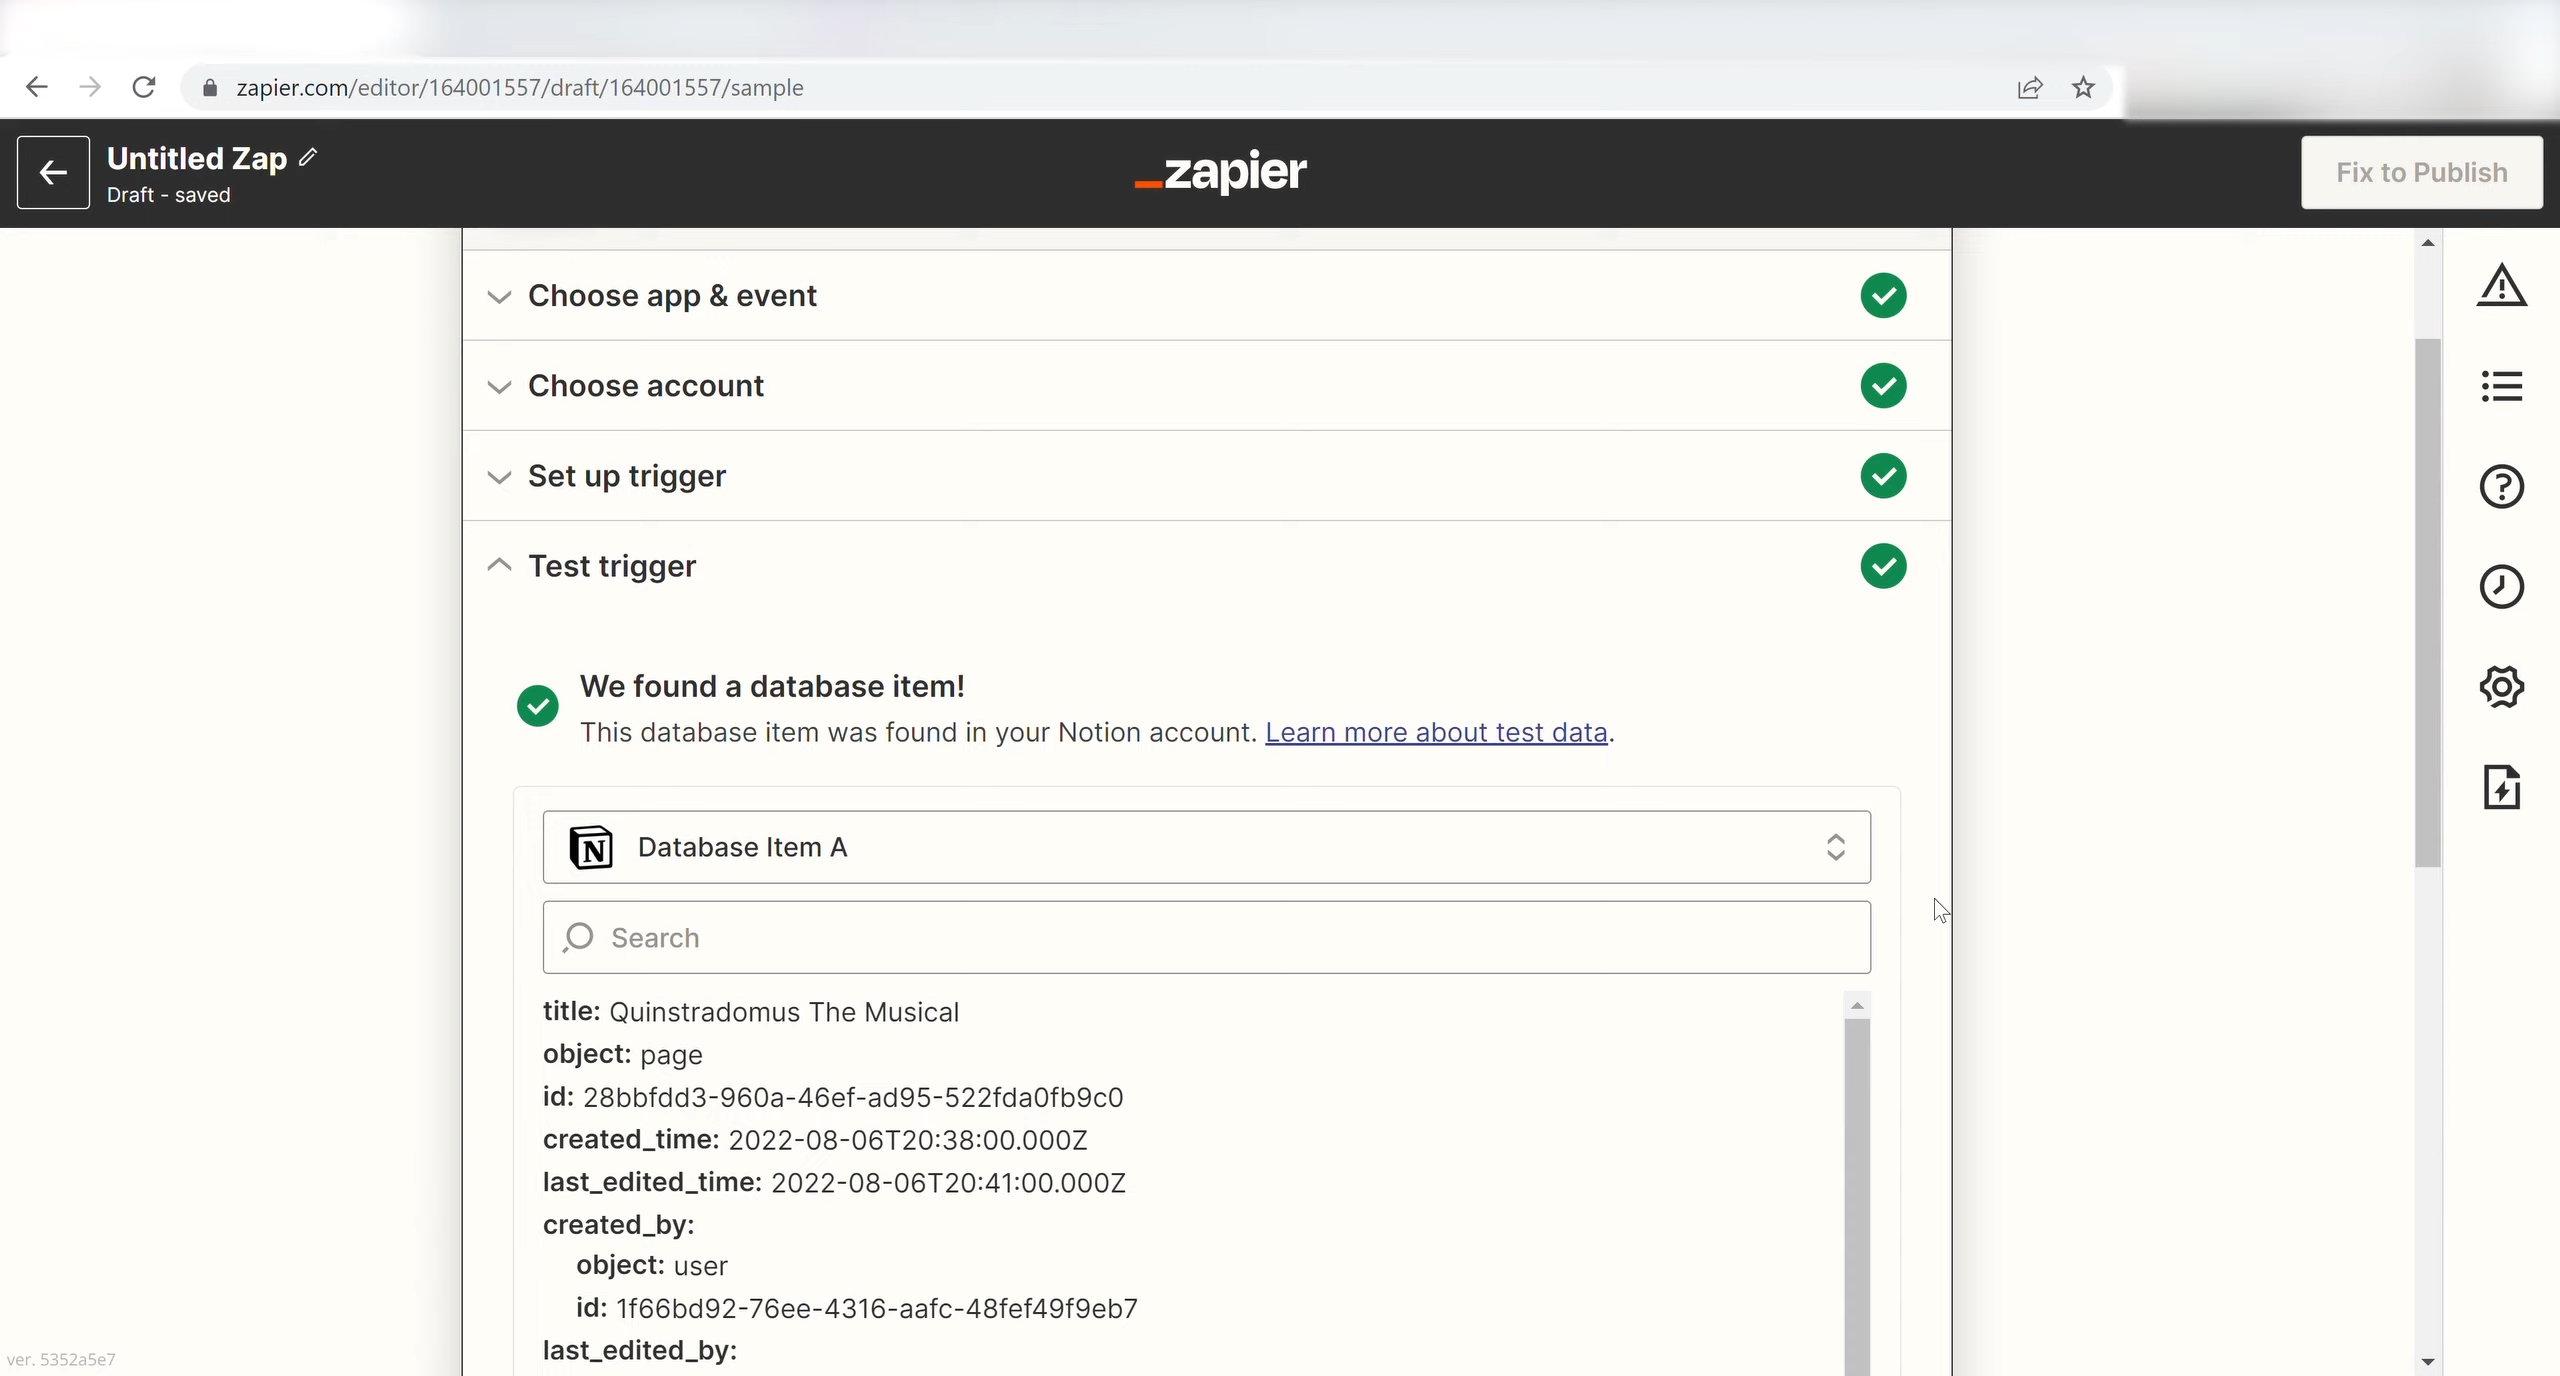 zapier.com/editor/164001557/draft/164001557/sample
Untitled Zap
Draft - saved
_zapier
Fix to Publish
Choose app & event
Choose account
Set up trigger
Test trigger
We found a database item!
This database item was found in your Notion account. Learn more about test data.
Database Item A
Search
title: Quinstradomus The Musical
object: page
id: 28bbfdd3-960a-46ef-ad95-522fda0fb9c0
created_time: 2022-08-06T20:38:00.000Z
last_edited_time: 2022-08-06T20:41:00.000Z
created_by:
object: user
id: 1f66bd92-76ee-4316-aafc-48fef49f9eb7
last_edited_by:
ver. 5352a5e7